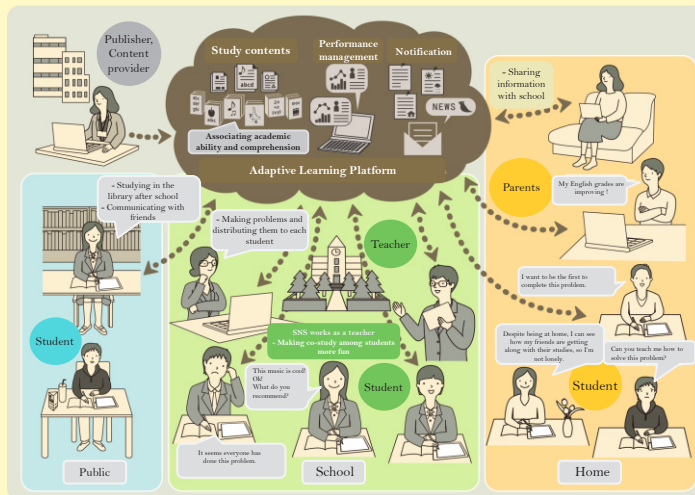 Publisher,
Content
provider
Study contents
Performance
management
Notification
abcd
NEWS
Associating academic
ability and comprehension
Adaptive Learning Platform
- Sharing
information
with school
Parents
My English grades are
improving !
- Studying in the
library after school
- Communicating with
friends
- Making problems and
distributing them to each
student
Teacher
I want to be the first to
complete this problem.
SNS works as a teacher
- Making co-study among students
more fun
Student
Despite being at home, I can see
how my friends are getting
along with their studies, so I'm
not lonely.
Can you teach me how to
solve this problem?
This music is cool!
Ok!
What do you
recommend?
Student
Student
It seems everyone has
done this problem.
Public
School
Home